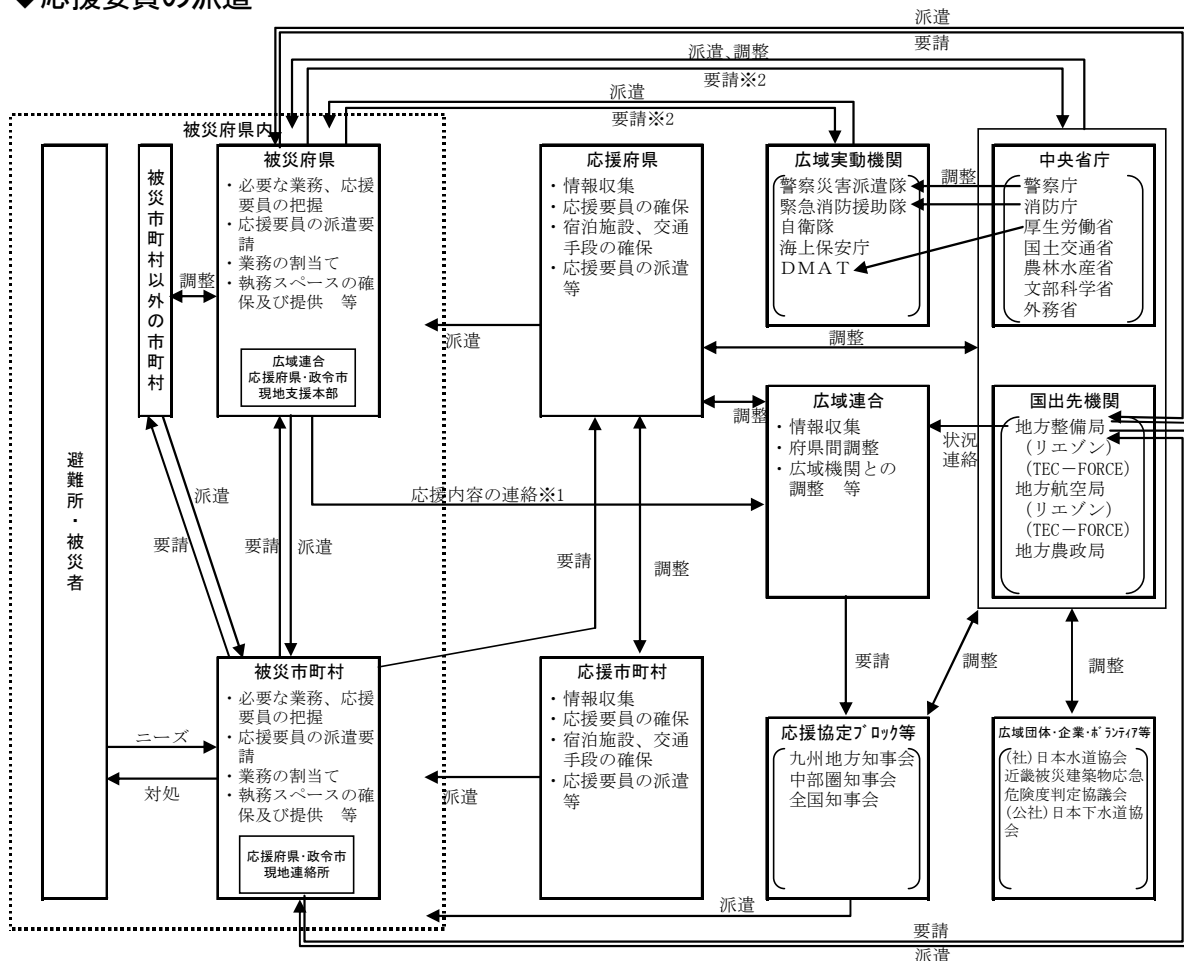 ◆応援要員の派遣
派遣
要請
派遣、調整
要請※2
派遣
要請※2
被災府県内
避難所・被災者
被災市町村以外の市町村
調整
被災府県
・必要な業務、応援
要員の把握
・応援要員の派遣要
請
・業務の割当て
・執務スペースの確
保及び提供　等
広域連合
応援府県・政令市
現地支援本部
応援府県
・情報収集
・応援要員の確保
・宿泊施設、交通
手段の確保
・応援要員の派遣
等
派遣
広域実動機関
警察災害派遣隊
緊急消防援助隊
自衛隊
海上保安庁
DMAT
調整
中央省庁
警察庁
消防庁
厚生労働省
国土交通省
農林水産省
文部科学省
外務省
調整
調整
広域連合
・情報収集
・府県間調整
・広域機関との
調整　等
状況
連絡
国出先機関
地方整備局
(リエゾン)
(TEC-FORCE)
地方航空局
(リエゾン)
(TEC-FORCE)
地方農政局
応援内容の連絡※1
派遣
要請
要請
派遣
要請
調整
要請
調整
調整
ニーズ
対処
被災市町村
・必要な業務、応援
要員の把握
・応援要員の派遣要
請
・業務の割当て
・執務スペースの確
保及び提供　等
応援府県・政令市
現地連絡所
応援市町村
・情報収集
・応援要員の確保
・宿泊施設、交通
手段の確保
・応援要員の派遣
等
派遣
応援協定ブロック等
九州地方知事会
中部圏知事会
全国知事会
広域団体・企業・ボランティア等
(社)日本水道協会
近畿被災建築物応急
危険度判定協議会
(公社)日本下水道協
会
派遣
要請
派遣